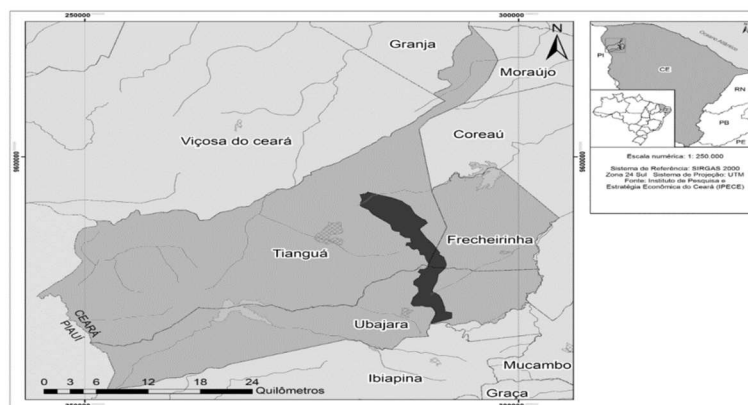 250000
300000
Granja
N
Moraújo
Viçosa do ceará
Coreaú
9600000
9600000
Tianguá
Frecheirinha
CEARÁ
PIAUÍ
Ubajara
Mucambo
Ibiapina
Graça
0 3 6 12 18 24
Quilômetros
PI
CE
RN
PB
PE
Escala numérica: 1: 250.000
Sistema de Referência: SIRGAS 2000
Zona 24 Sul Sistema de Projeção: UTM
Fonte: Instituto de Pesquisa e
Estratégia Econômica do Ceará (IPECE)